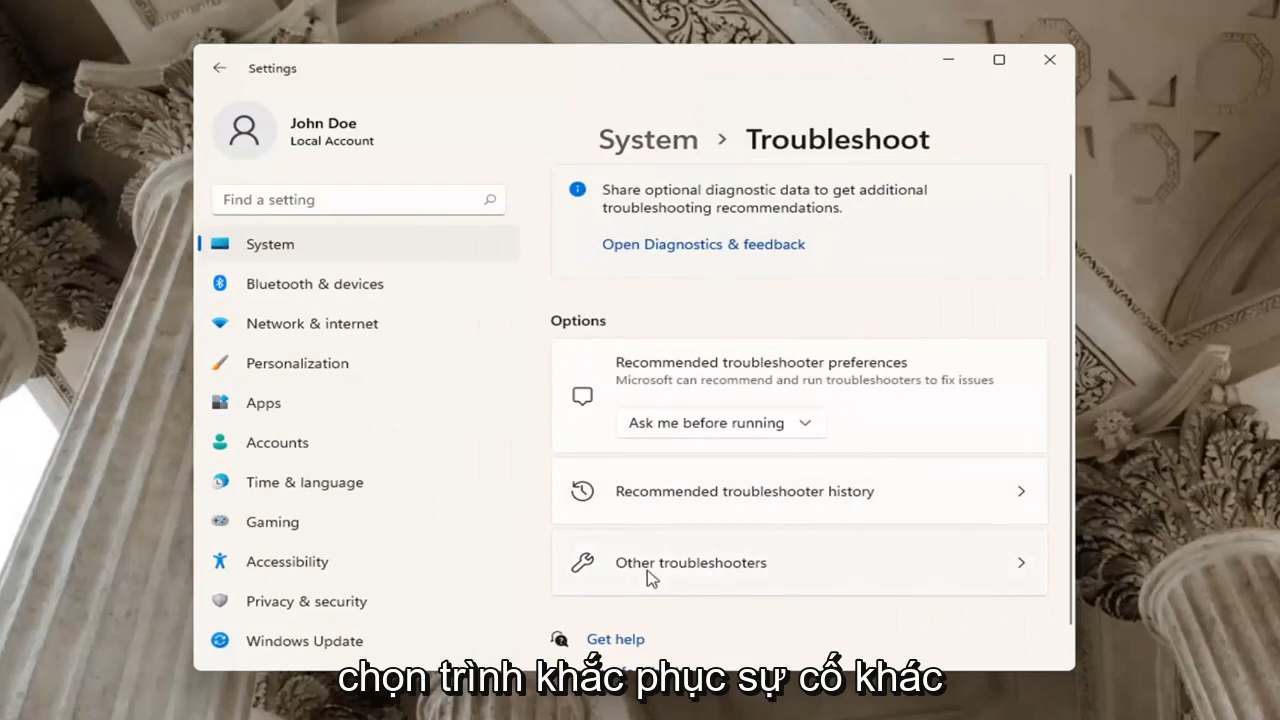 Settings
John Doe
Local Account
Find a setting
System
Bluetooth & devices
Network & internet
Personalization
Apps
Accounts
Time & language
Gaming
Accessibility
Privacy & security
Windows Update
System > Troubleshoot
Share optional diagnostic data to get additional
troubleshooting recommendations.
Open Diagnostics & feedback
Options
Recommended troubleshooter preferences
Microsoft can recommend and run troubleshooters to fix issues
Ask me before running
Recommended troubleshooter history
Other troubleshooters
Get help
chọn trình khắc phục sự cố khác